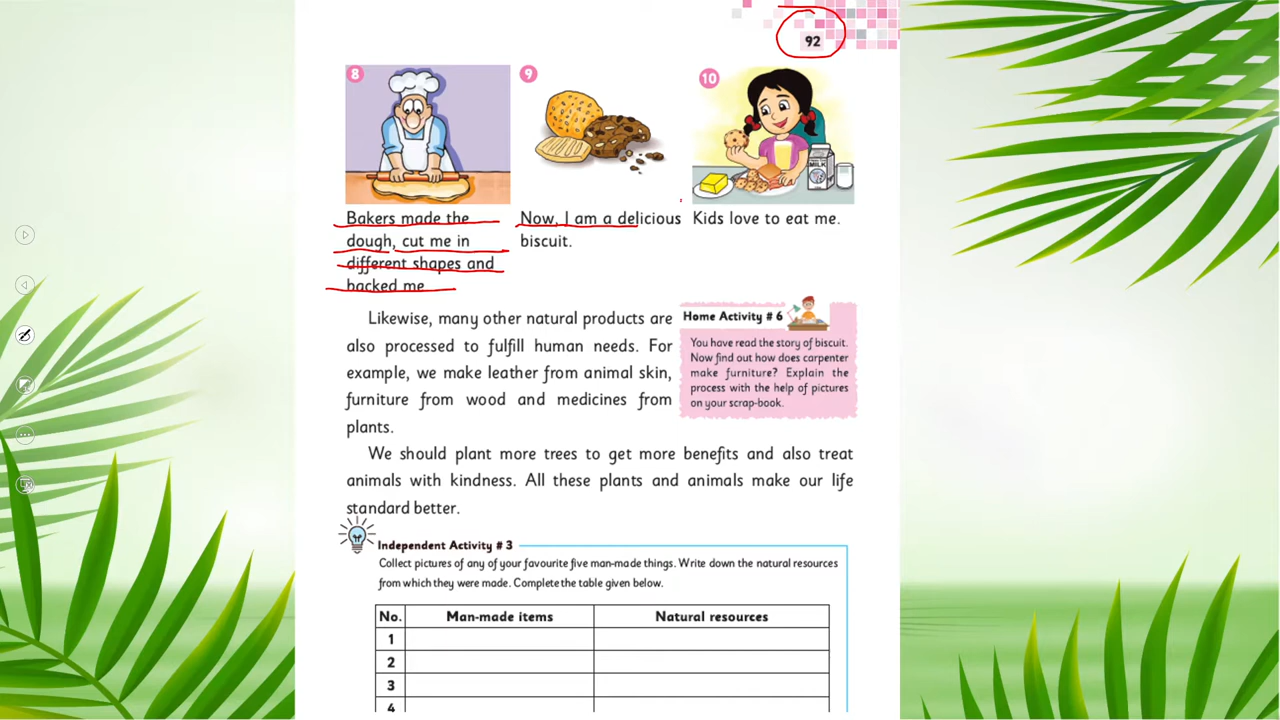 92
8
9
10
MILK
Bakers made the
dough, cut me in
different shapes and
backed me
Now, I am a delicious
biscuit.
Kids love to eat me.
Likewise, many other natural products are
also processed to fulfill human needs. For
example, we make leather from animal skin,
furniture from wood and medicines from
plants.
Home Activity # 6
You have read the story of biscuit.
Now find out how does carpenter
make furniture? Explain the
process with the help of pictures
on your scrap-book.
We should plant more trees to get more benefits and also treat
animals with kindness. All these plants and animals make our life
standard better.
Independent Activity # 3
Collect pictures of any of your favourite five man-made things. Write down the natural resources
from which they were made. Complete the table given below.
No. Man-made items Natural resources
1
2
3
4